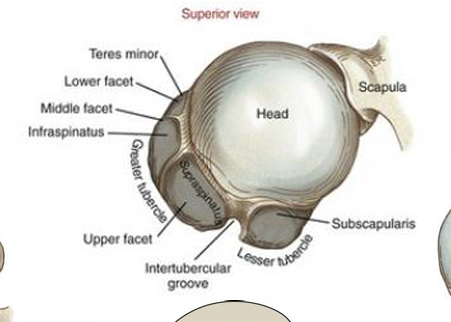 Superior view
Teres minor
Lower facet
Middle facet
Infraspinatus
Greater tubercle
Supraspinatus
Head
Scapula
Upper facet
Subscapularis
Lesser tubercle
Intertubercular
groove